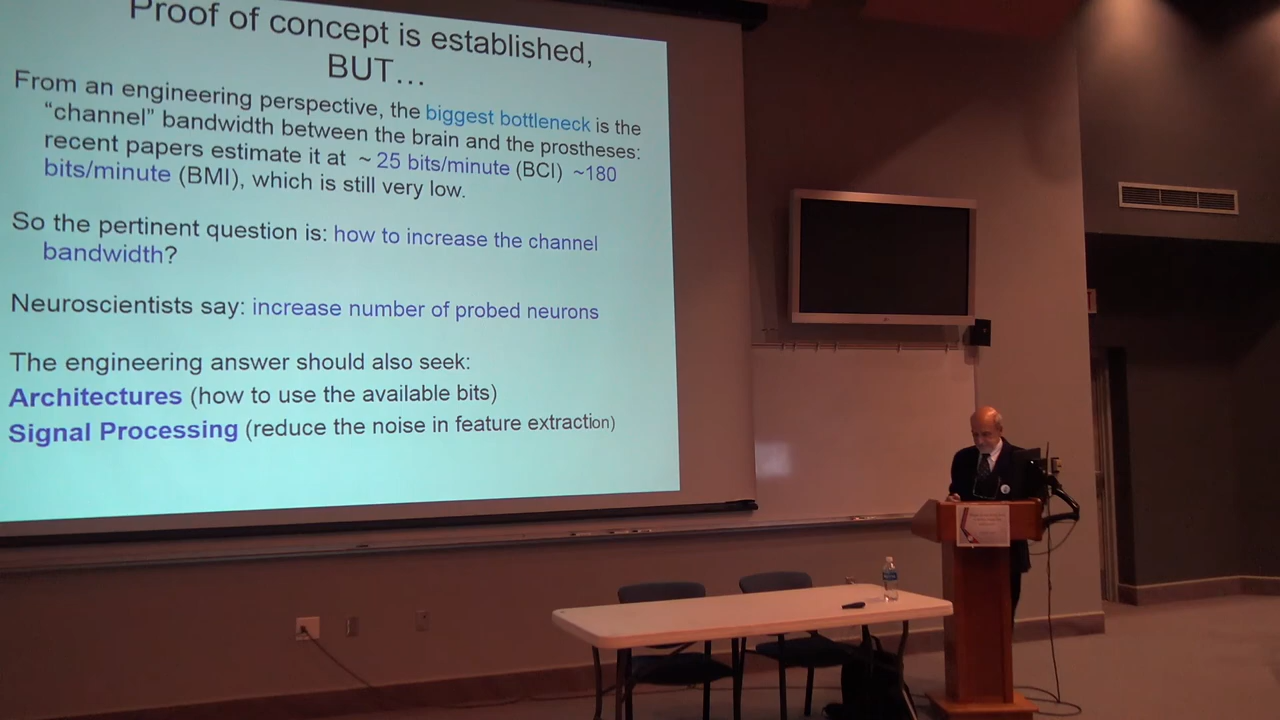 Proof of concept is established,
BUT…
From an engineering perspective, the biggest bottleneck is the
“channel” bandwidth between the brain and the prostheses:
recent papers estimate it at ~ 25 bits/minute (BCI) ~180
bits/minute (BMI), which is still very low.
So the pertinent question is: how to increase the channel
bandwidth?
Neuroscientists say: increase number of probed neurons
The engineering answer should also seek:
Architectures (how to use the available bits)
Signal Processing (reduce the noise in feature extraction)